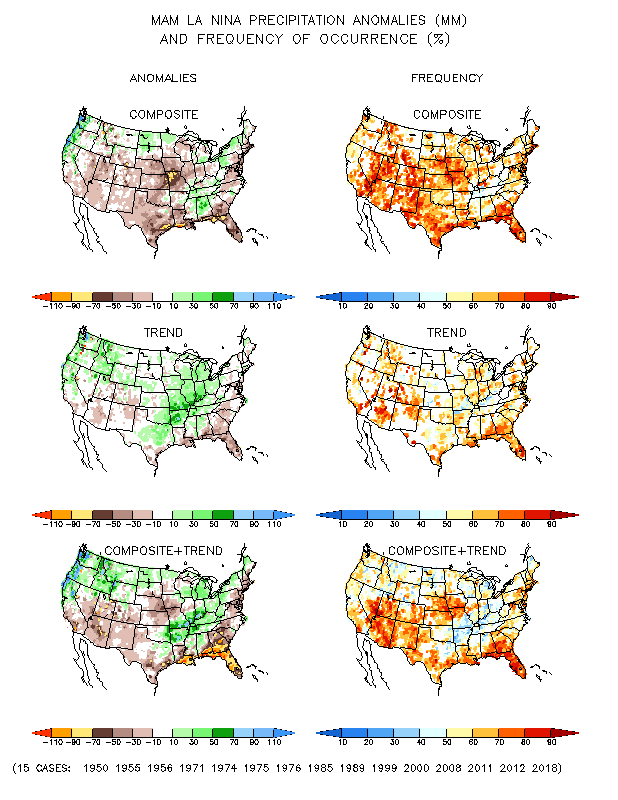 MAM LA NINA PRECIPITATION ANOMALIES (MM)
AND FREQUENCY OF OCCURRENCE (%)
ANOMALIES FREQUENCY
COMPOSITE COMPOSITE
-110 -90 -70 -50 -30 -10 10 30 50 70 90 110 10 20 30 40 50 60 70 80 90
TREND TREND
-110 -90 -70 -50 -30 -10 10 30 50 70 90 110 10 20 30 40 50 60 70 80 90
COMPOSITE+TREND COMPOSITE+TREND
-110 -90 -70 -50 -30 -10 10 30 50 70 90 110 10 20 30 40 50 60 70 80 90
(15 CASES: 1950 1955 1956 1971 1974 1975 1976 1985 1989 1999 2000 2008 2011 2012 2018)